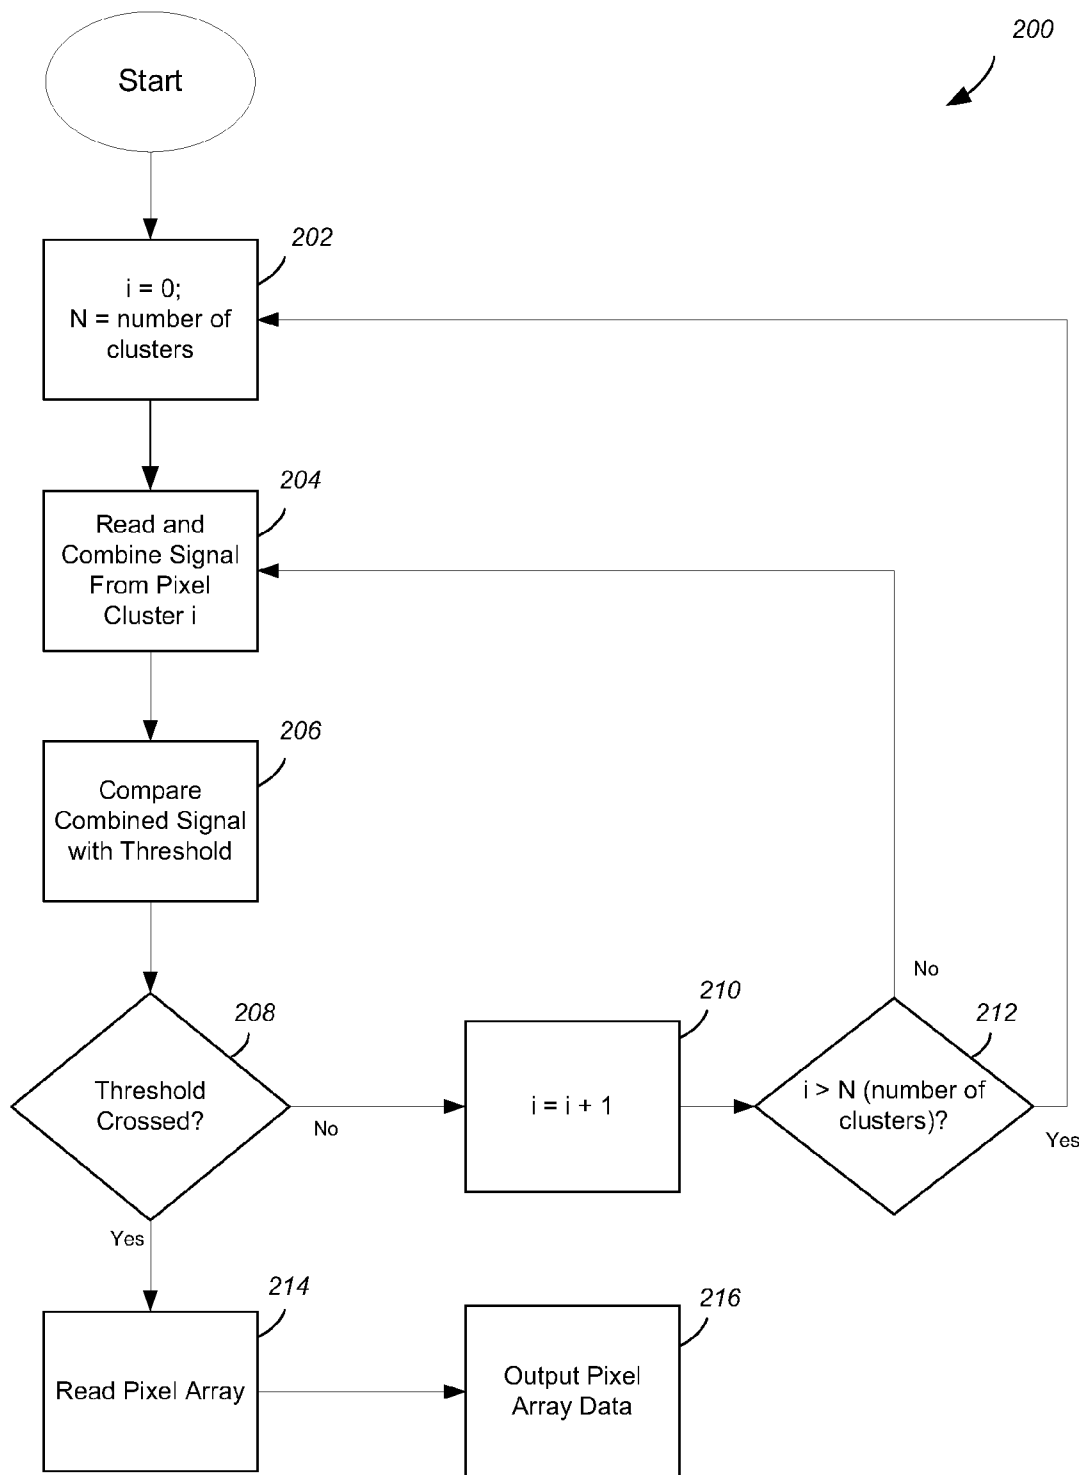 200
Start
202
i = 0;
N = number of
clusters
204
Read and
Combine Signal
From Pixel
Cluster i
206
Compare
Combined Signal
with Threshold
208
Threshold
Crossed?
No
210
i = i + 1
No
212
i > N (number of
clusters)?
Yes
Yes
214
Read Pixel Array
216
Output Pixel
Array Data